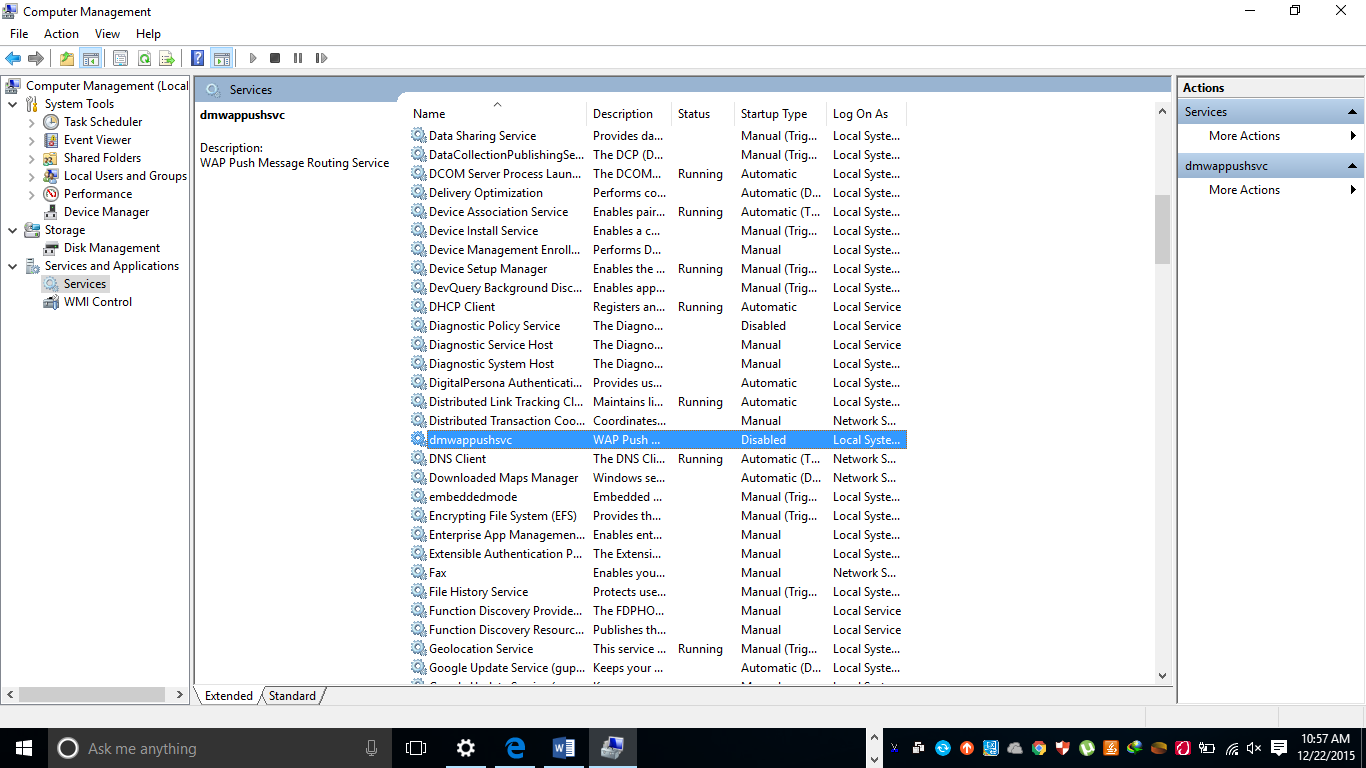 Computer Management
File Action View Help
Computer Management (Local
System Tools
Task Scheduler
Event Viewer
Shared Folders
Local Users and Groups
Performance
Device Manager
Storage
Disk Management
Services and Applications
Services
WMI Control
Services
dmwappushsvc
Description:
WAP Push Message Routing Service
Name Description Status Startup Type Log On As
Data Sharing Service Provides da... Manual (Trig... Local Syste...
DataCollectionPublishingSe... The DCP (D... Manual (Trig... Local Syste...
DCOM Server Process Laun... The DCOM... Running Automatic Local Syste...
Delivery Optimization Performs co... Automatic (D... Local Syste...
Device Association Service Enables pair... Running Automatic (T... Local Syste...
Device Install Service Enables a c... Manual (Trig... Local Syste...
Device Management Enroll... Performs D... Manual Local Syste...
Device Setup Manager Enables the ... Running Manual (Trig... Local Syste...
DevQuery Background Disc... Enables app... Manual (Trig... Local Syste...
DHCP Client Registers an... Running Automatic Local Service
Diagnostic Policy Service The Diagno... Disabled Local Service
Diagnostic Service Host The Diagno... Manual Local Service
Diagnostic System Host The Diagno... Manual Local Syste...
DigitalPersona Authenticati... Provides us... Automatic Local Syste...
Distributed Link Tracking Cl... Maintains li... Running Automatic Local Syste...
Distributed Transaction Coo... Coordinates... Manual Network S...
dmwappushsvc WAP Push ... Disabled Local Syste...
DNS Client The DNS Cli... Running Automatic (T... Network S...
Downloaded Maps Manager Windows se... Automatic (D... Network S...
embeddedmode Embedded ... Manual (Trig... Local Syste...
Encrypting File System (EFS) Provides th... Manual (Trig... Local Syste...
Enterprise App Managemen... Enables ent... Manual Local Syste...
Extensible Authentication P... The Extensi... Manual Local Syste...
Fax Enables you... Manual Network S...
File History Service Protects use... Manual (Trig... Local Syste...
Function Discovery Provide... The FDPHO... Manual Local Service
Function Discovery Resourc... Publishes th... Manual Local Service
Geolocation Service This service ... Running Manual (Trig... Local Syste...
Google Update Service (gup... Keeps your ... Automatic (D... Local Syste...
Extended Standard
Actions
Services
More Actions
dmwappushsvc
More Actions
Ask me anything
10:57 AM
12/22/2015